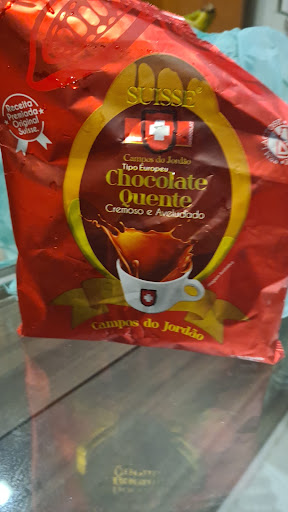 SUISSE®
Receita
Premiada
Original
Suisse.
Campos do Jordão
Tipo Europeu
Chocolate
Quente
Cremoso e Aveludado
Campos do Jordão